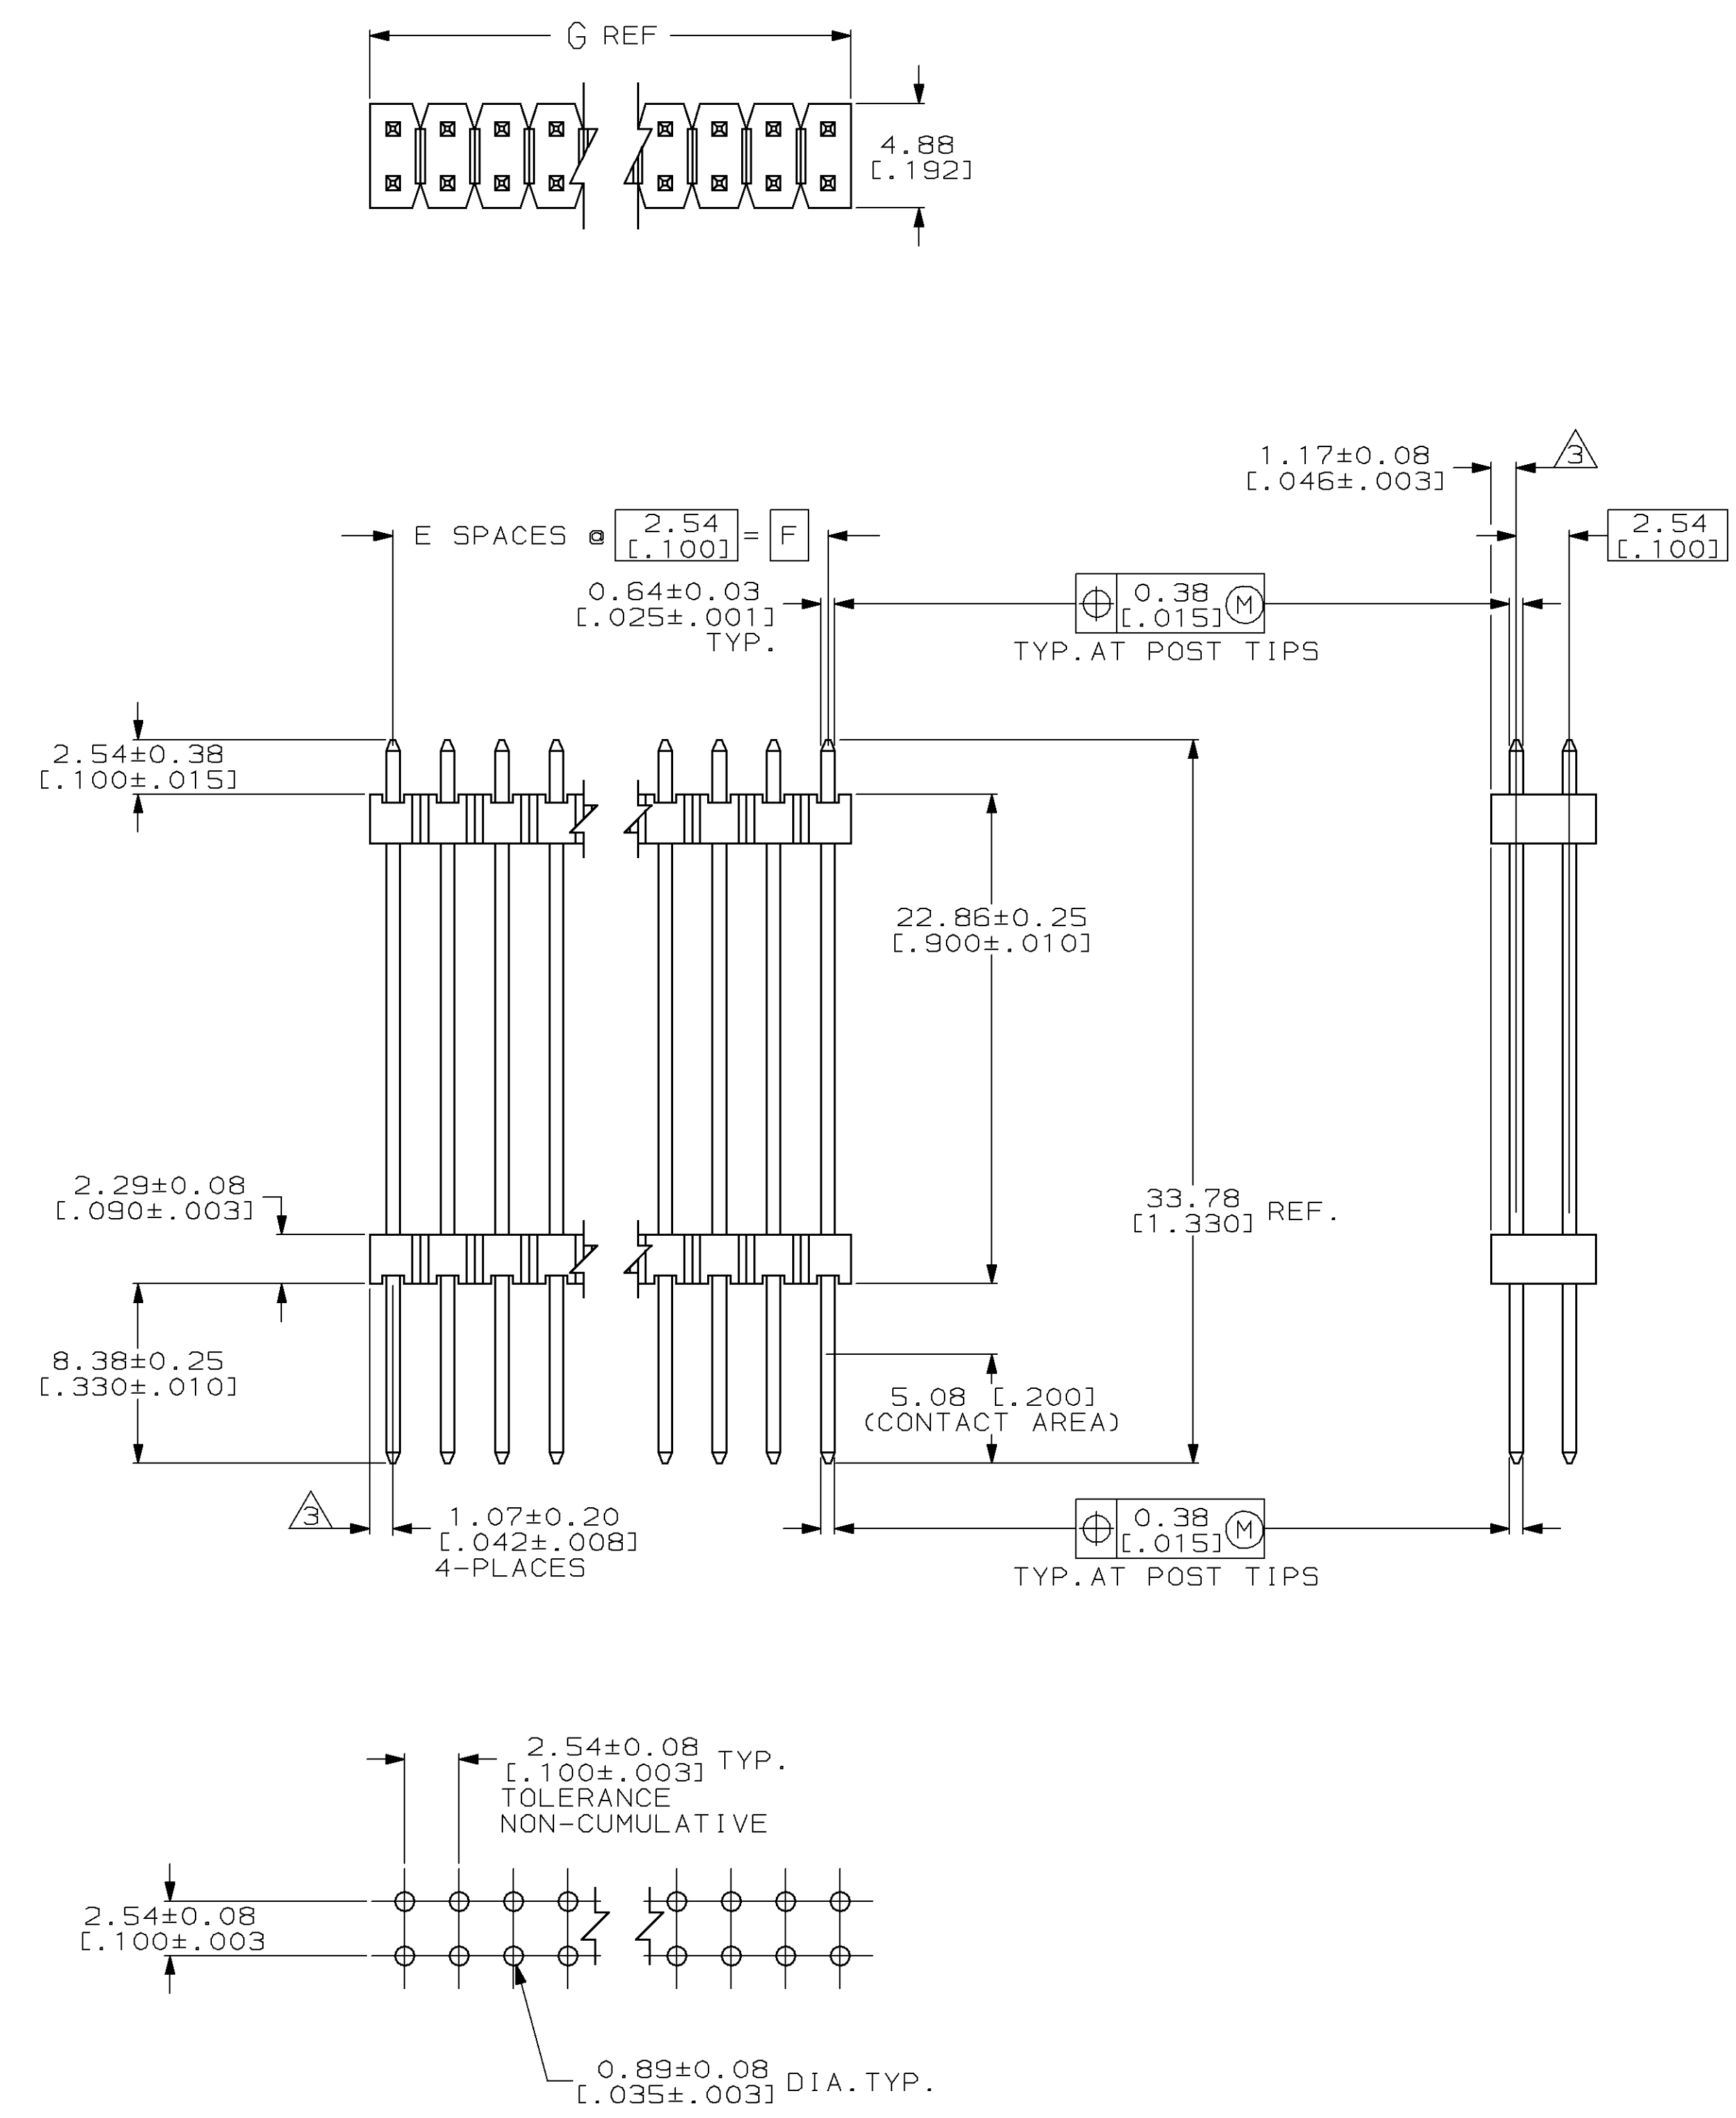 G REF
4.88
[.192]
1.17±0.08
[.046±.003]
3
E SPACES @ 2.54 [.100] = F
2.54
[.100]
0.64±0.03
[.025±.001]
TYP.
0.38
[.015] M
TYP.AT POST TIPS
2.54±0.38
[.100±.015]
22.86±0.25
[.900±.010]
2.29±0.08
[.090±.003]
33.78
[1.330] REF.
8.38±0.25
[.330±.010]
5.08 [.200]
(CONTACT AREA)
3
1.07±0.20
[.042±.008]
4-PLACES
0.38
[.015] M
TYP.AT POST TIPS
2.54±0.08
[.100±.003] TYP.
TOLERANCE
NON-CUMULATIVE
2.54±0.08
[.100±.003
0.89±0.08
[.035±.003] DIA.TYP.